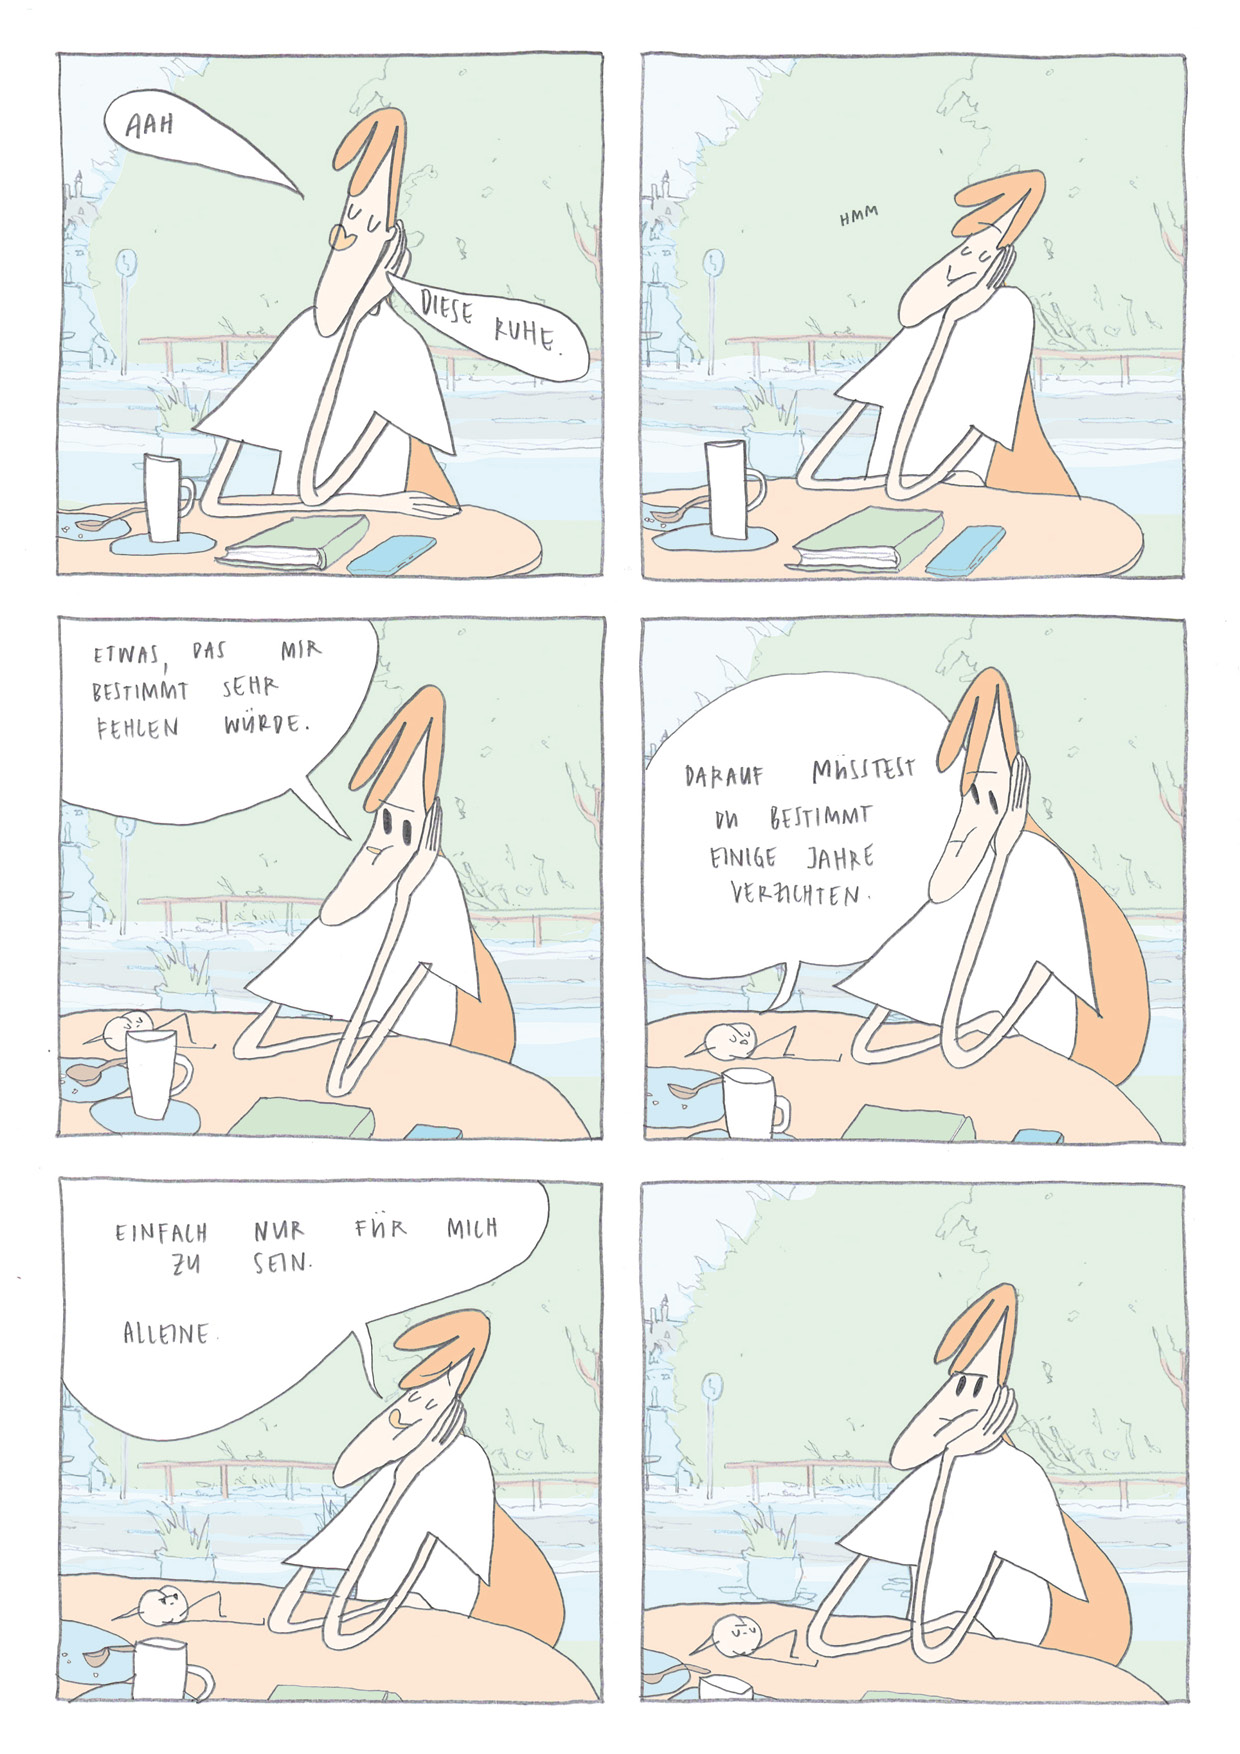 AAH
DIESE RUHE.
HMM
ETWAS, DAS MIR
BESTIMMT SEHR
FEHLEN WÜRDE.
DARAUF MÜSSTEST
DU BESTIMMT
EINIGE JAHRE
VERZICHTEN.
EINFACH NUR FÜR MICH
ZU SEIN.
ALLEINE.